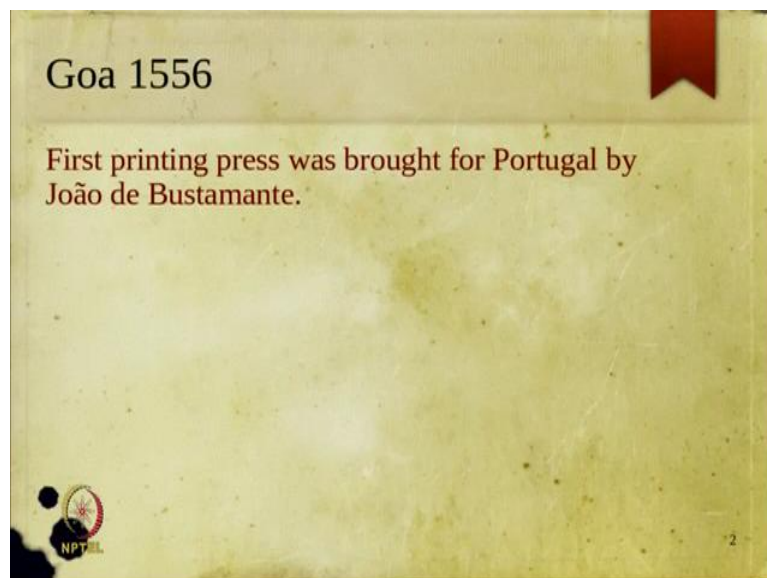 Goa 1556
First printing press was brought for Portugal by
João de Bustamante.
NPTEL
2